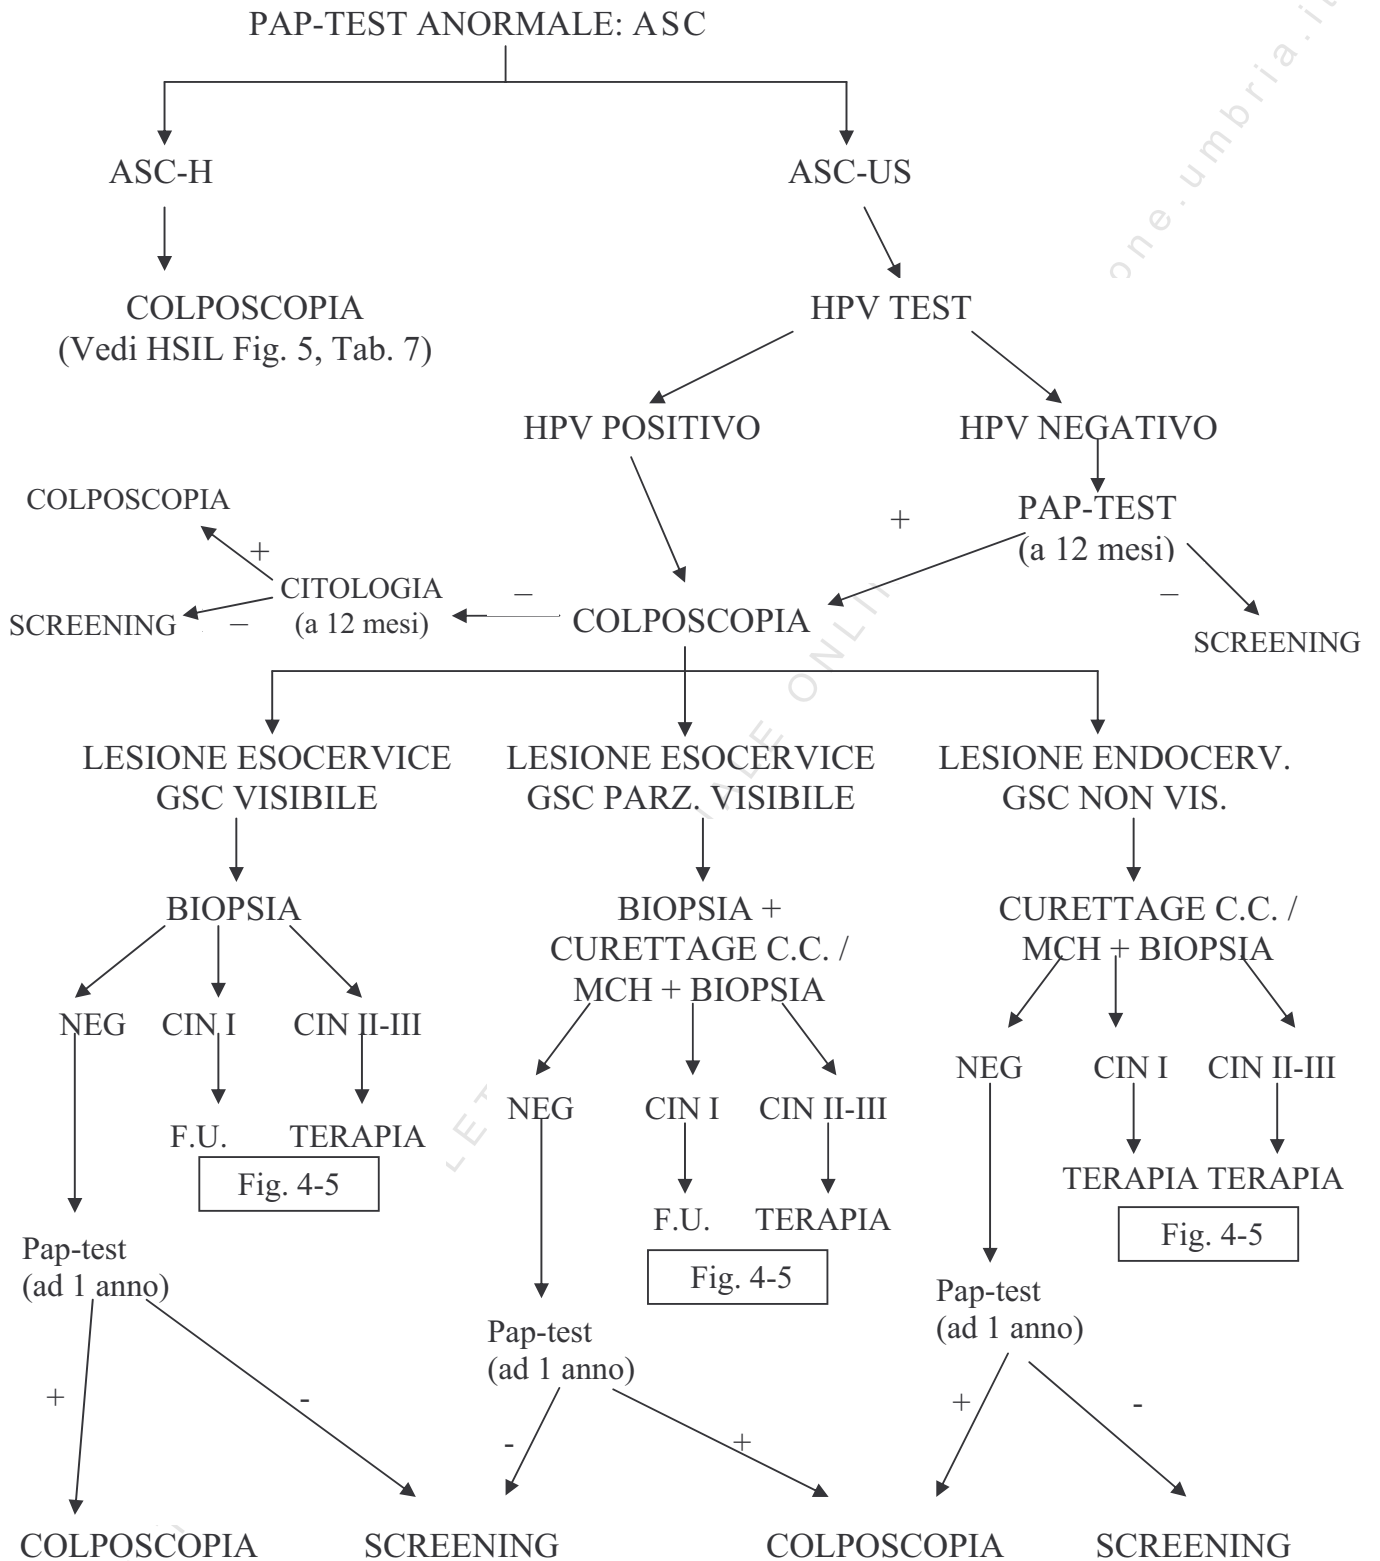 PAP-TEST ANORMALE: ASC
ASC-H
ASC-US
COLPOSCOPIA
(Vedi HSIL Fig. 5, Tab. 7)
HPV TEST
HPV POSITIVO
HPV NEGATIVO
COLPOSCOPIA
+
PAP-TEST
(a 12 mesi)
+
CITOLOGIA
(a 12 mesi)
–
–
SCREENING
–
COLPOSCOPIA
SCREENING
LESIONE ESOCERVICE
GSC VISIBILE
LESIONE ESOCERVICE
GSC PARZ. VISIBILE
LESIONE ENDOCERV.
GSC NON VIS.
BIOPSIA
BIOPSIA +
CURETTAGE C.C. /
MCH + BIOPSIA
CURETTAGE C.C. /
MCH + BIOPSIA
NEG
CIN I
CIN II-III
NEG
CIN I
CIN II-III
NEG
CIN I
CIN II-III
F.U.
TERAPIA
Fig. 4-5
F.U.
TERAPIA
Fig. 4-5
TERAPIA
TERAPIA
Fig. 4-5
Pap-test
(ad 1 anno)
Pap-test
(ad 1 anno)
Pap-test
(ad 1 anno)
+
-
-
+
+
-
COLPOSCOPIA
SCREENING
COLPOSCOPIA
SCREENING
one.umbria.it